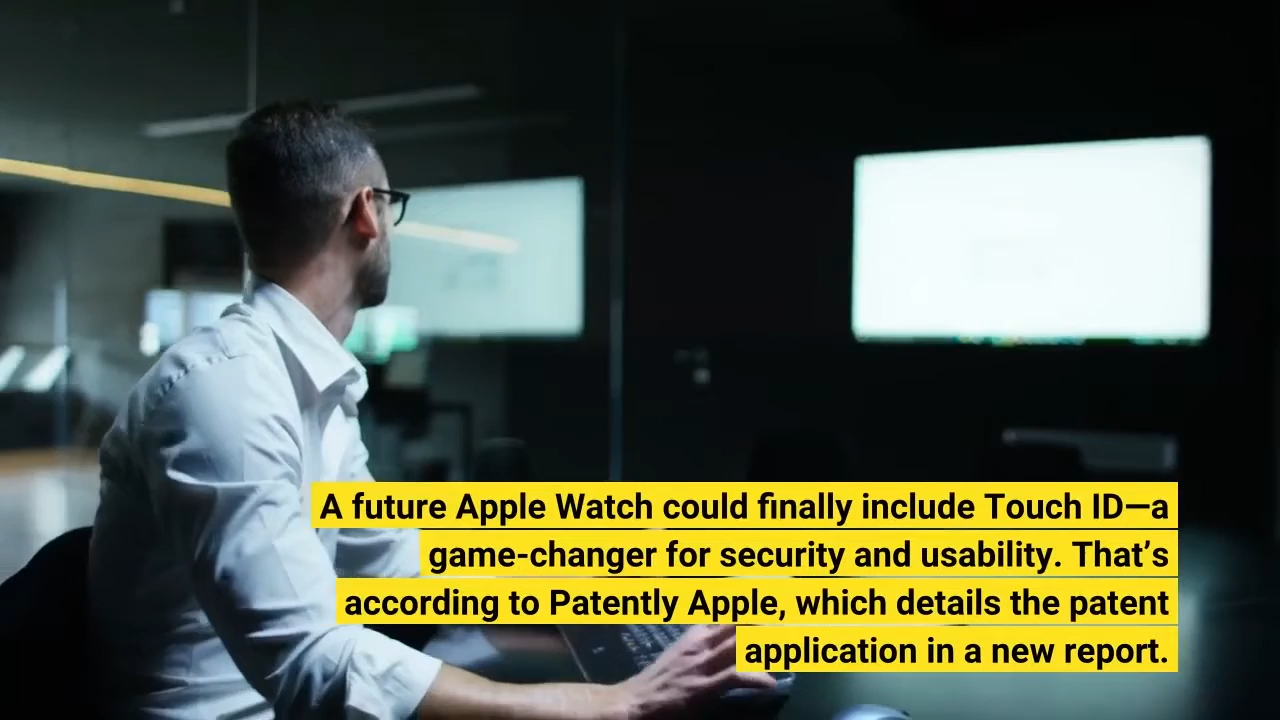 A future Apple Watch could finally include Touch ID—a
game-changer for security and usability. That’s
according to Patently Apple, which details the patent
application in a new report.